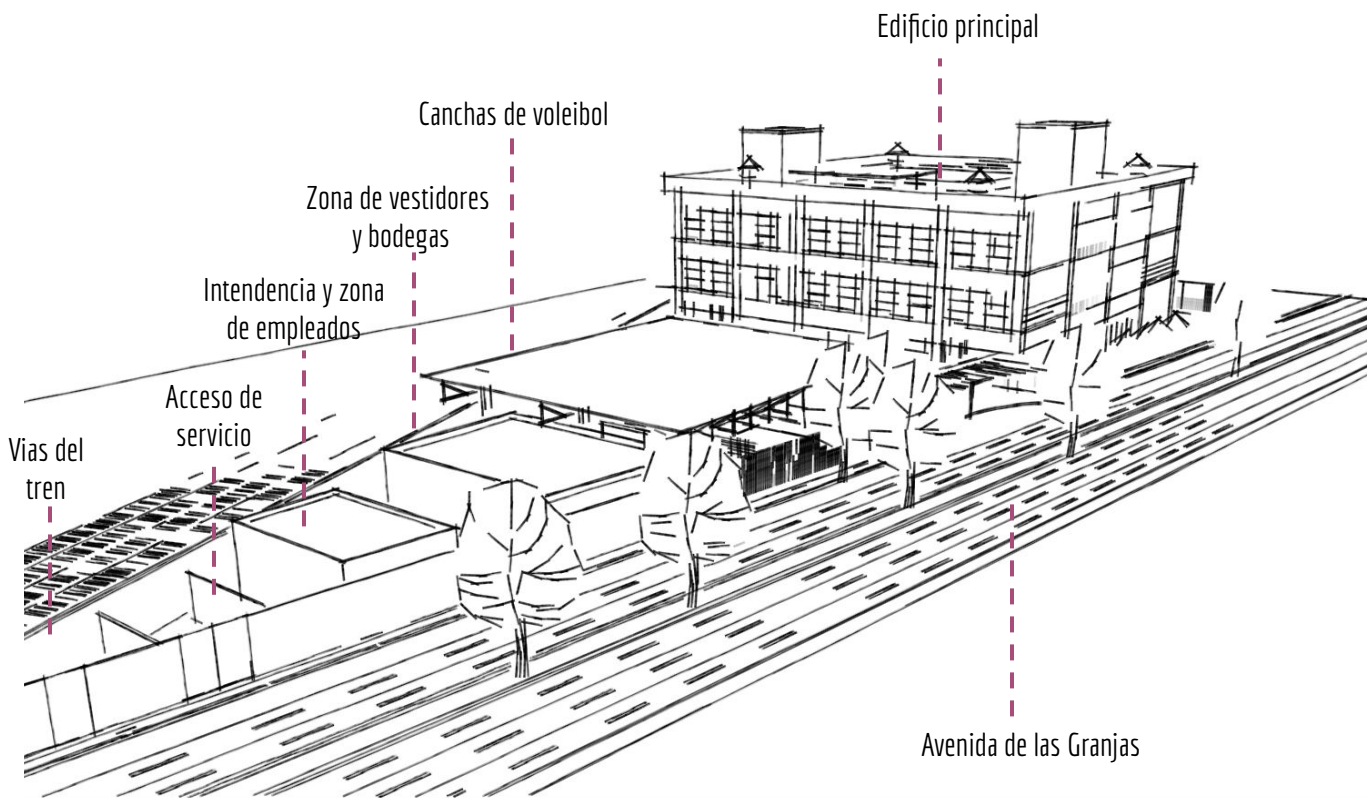 Edificio principal
Canchas de voleibol
Zona de vestidores
y bodegas
Intendencia y zona
de empleados
Acceso de
servicio
Vias del
tren
Avenida de las Granjas